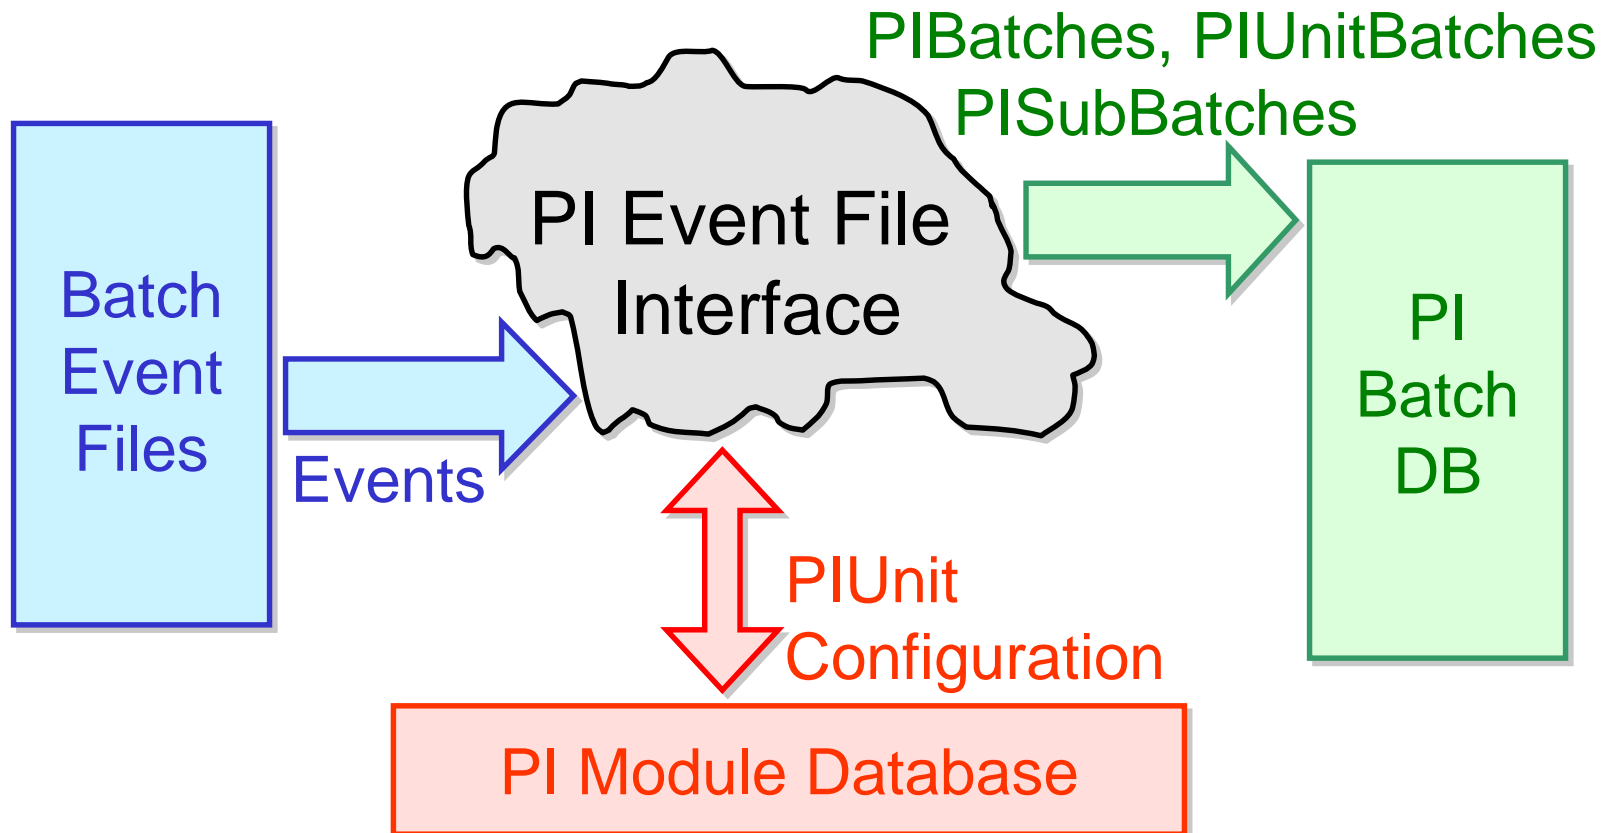 PIBatches, PIUnitBatches
PISubBatches
Batch
Event
Files
Events
PI Event File
Interface
PI
Batch
DB
PIUnit
Configuration
PI Module Database